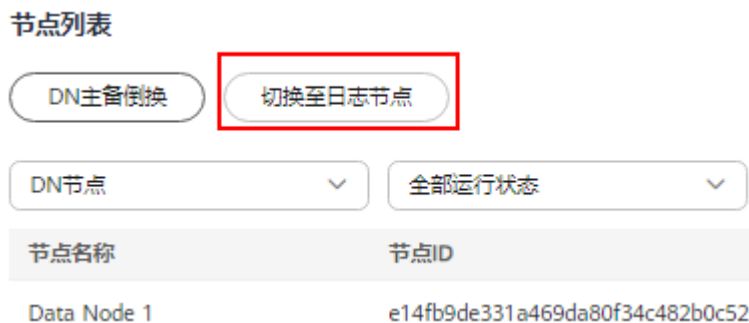 节点列表
DN主备倒换 切换至日志节点
DN节点 全部运行状态
节点名称 节点ID
Data Node 1 e14fb9de331a469da80f34c482b0c52